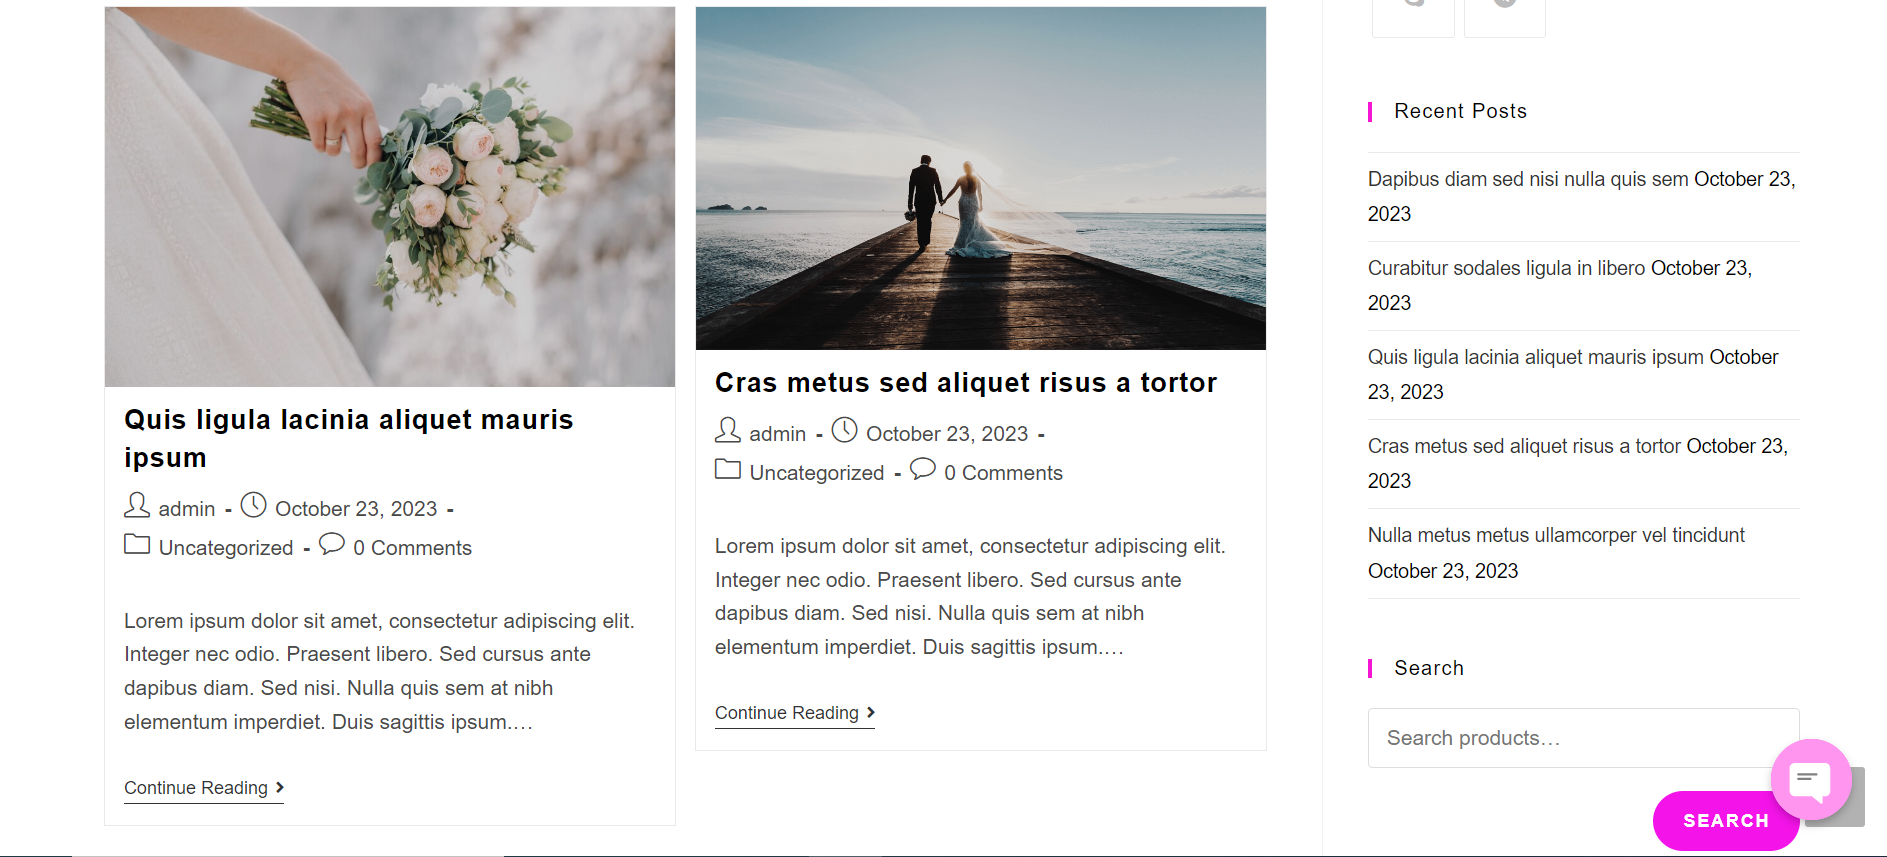 Quis ligula lacinia aliquet mauris
ipsum
admin - October 23, 2023 -
Uncategorized - 0 Comments
Lorem ipsum dolor sit amet, consectetur adipiscing elit.
Integer nec odio. Praesent libero. Sed cursus ante
dapibus diam. Sed nisi. Nulla quis sem at nibh
elementum imperdiet. Duis sagittis ipsum.…
Continue Reading
Cras metus sed aliquet risus a tortor
admin - October 23, 2023 -
Uncategorized - 0 Comments
Lorem ipsum dolor sit amet, consectetur adipiscing elit.
Integer nec odio. Praesent libero. Sed cursus ante
dapibus diam. Sed nisi. Nulla quis sem at nibh
elementum imperdiet. Duis sagittis ipsum.…
Continue Reading
Recent Posts
Dapibus diam sed nisi nulla quis sem October 23,
2023
Curabitur sodales ligula in libero October 23,
2023
Quis ligula lacinia aliquet mauris ipsum October
23, 2023
Cras metus sed aliquet risus a tortor October 23,
2023
Nulla metus metus ullamcorper vel tincidunt
October 23, 2023
Search
Search products…
SEARCH